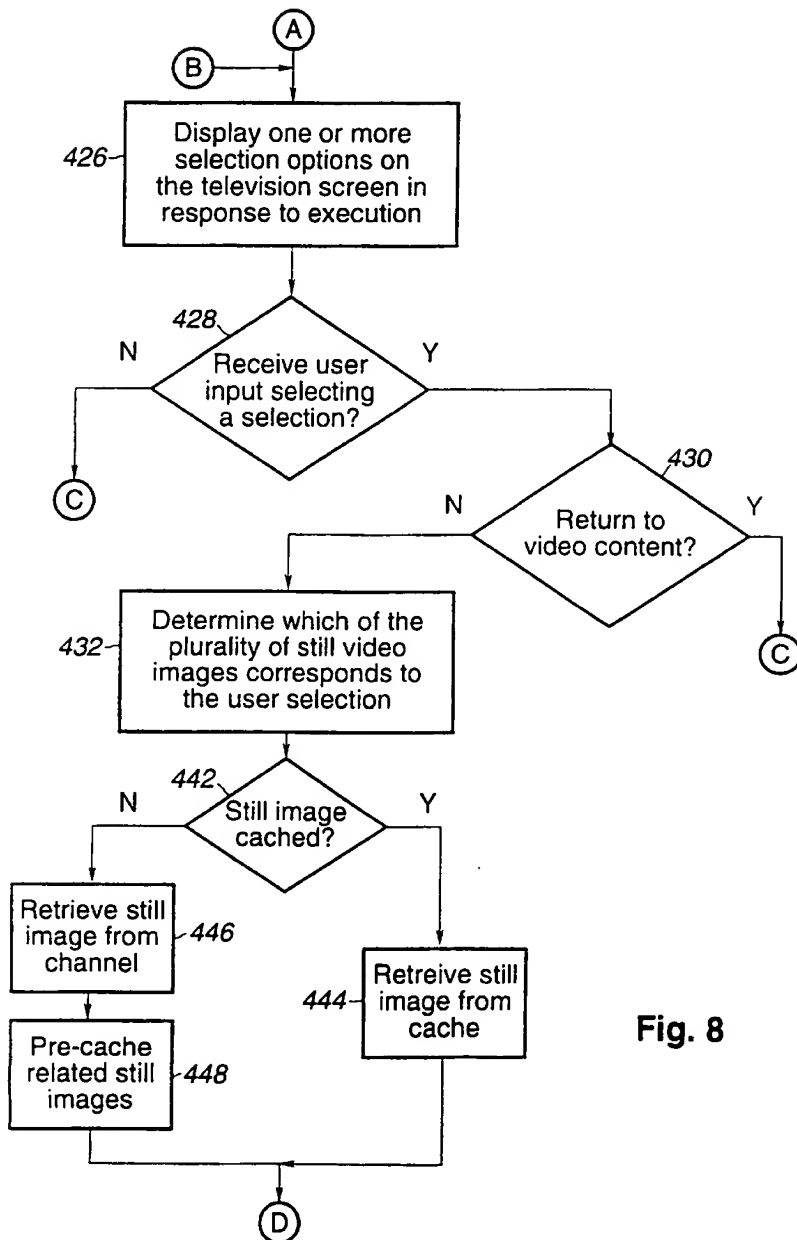 A
B
426
Display one or more
selection options on
the television screen in
response to execution
428
N
Y
Receive user
input selecting
a selection?
C
430
N
Y
Return to
video content?
C
432
Determine which of the
plurality of still video
images corresponds to
the user selection
442
N
Y
Still image
cached?
Retrieve still
image from
channel
446
444
Retreive still
image from
cache
Pre-cache
related still
images
448
Fig. 8
D